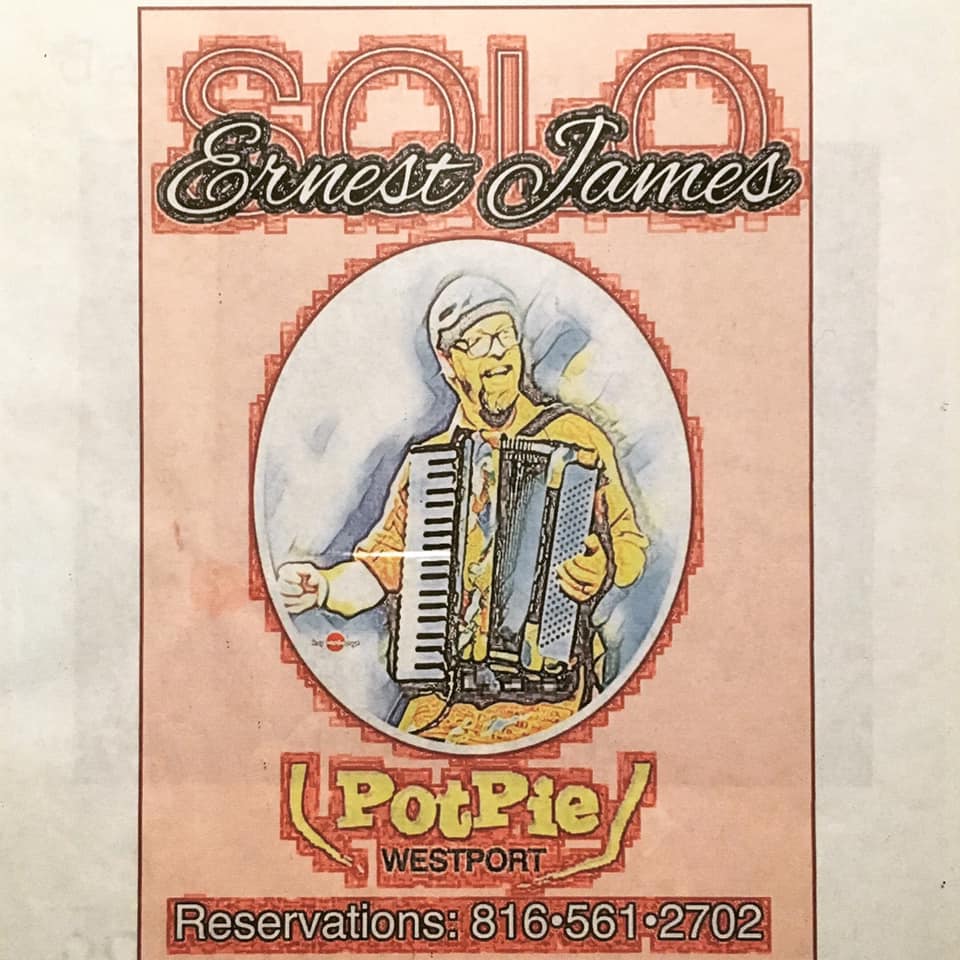 SOLO
Ernest James
PotPie
WESTPORT
Reservations: 816•561•2702